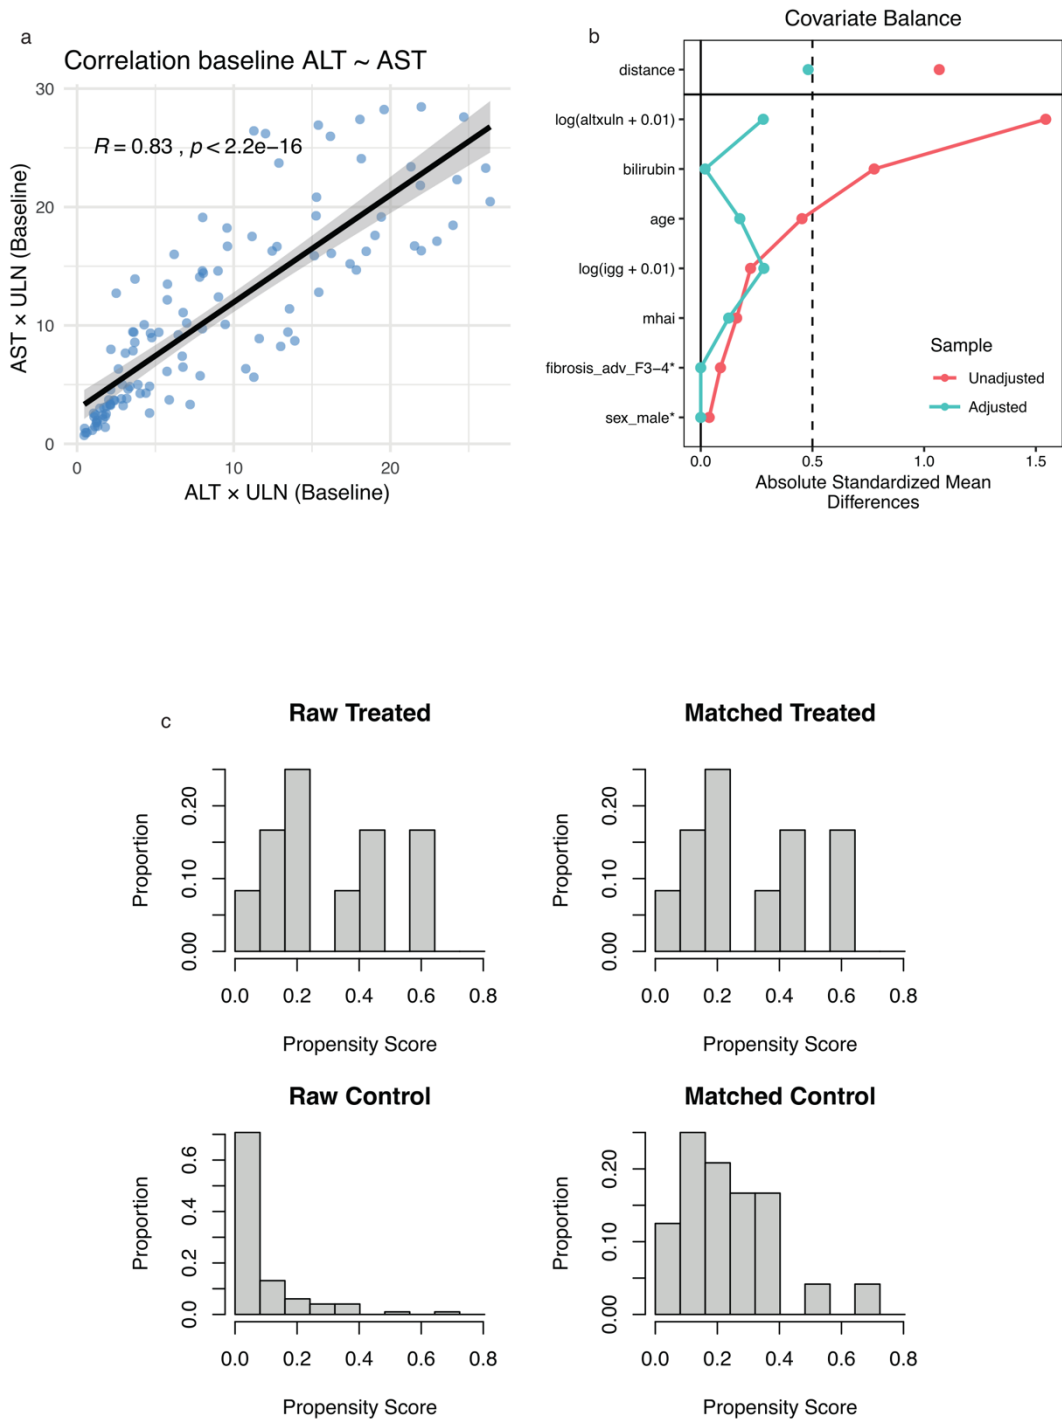 a
Correlation baseline ALT ~ AST
30
20
10
0
R = 0.83 , p < 2.2e−16
AST × ULN (Baseline)
0
10
20
ALT × ULN (Baseline)
b
Covariate Balance
distance
log(altxuln + 0.01)
bilirubin
age
log(igg + 0.01)
mhai
fibrosis_adv_F3−4*
sex_male*
Sample
Unadjusted
Adjusted
0.0
0.5
1.0
1.5
Absolute Standardized Mean
Differences
c
Raw Treated
Proportion
0.00
0.10
0.20
0.0
0.2
0.4
0.6
0.8
Propensity Score
Matched Treated
Proportion
0.00
0.10
0.20
0.0
0.2
0.4
0.6
0.8
Propensity Score
Raw Control
Proportion
0.0
0.2
0.4
0.6
0.0
0.2
0.4
0.6
0.8
Propensity Score
Matched Control
Proportion
0.00
0.10
0.20
0.0
0.2
0.4
0.6
0.8
Propensity Score